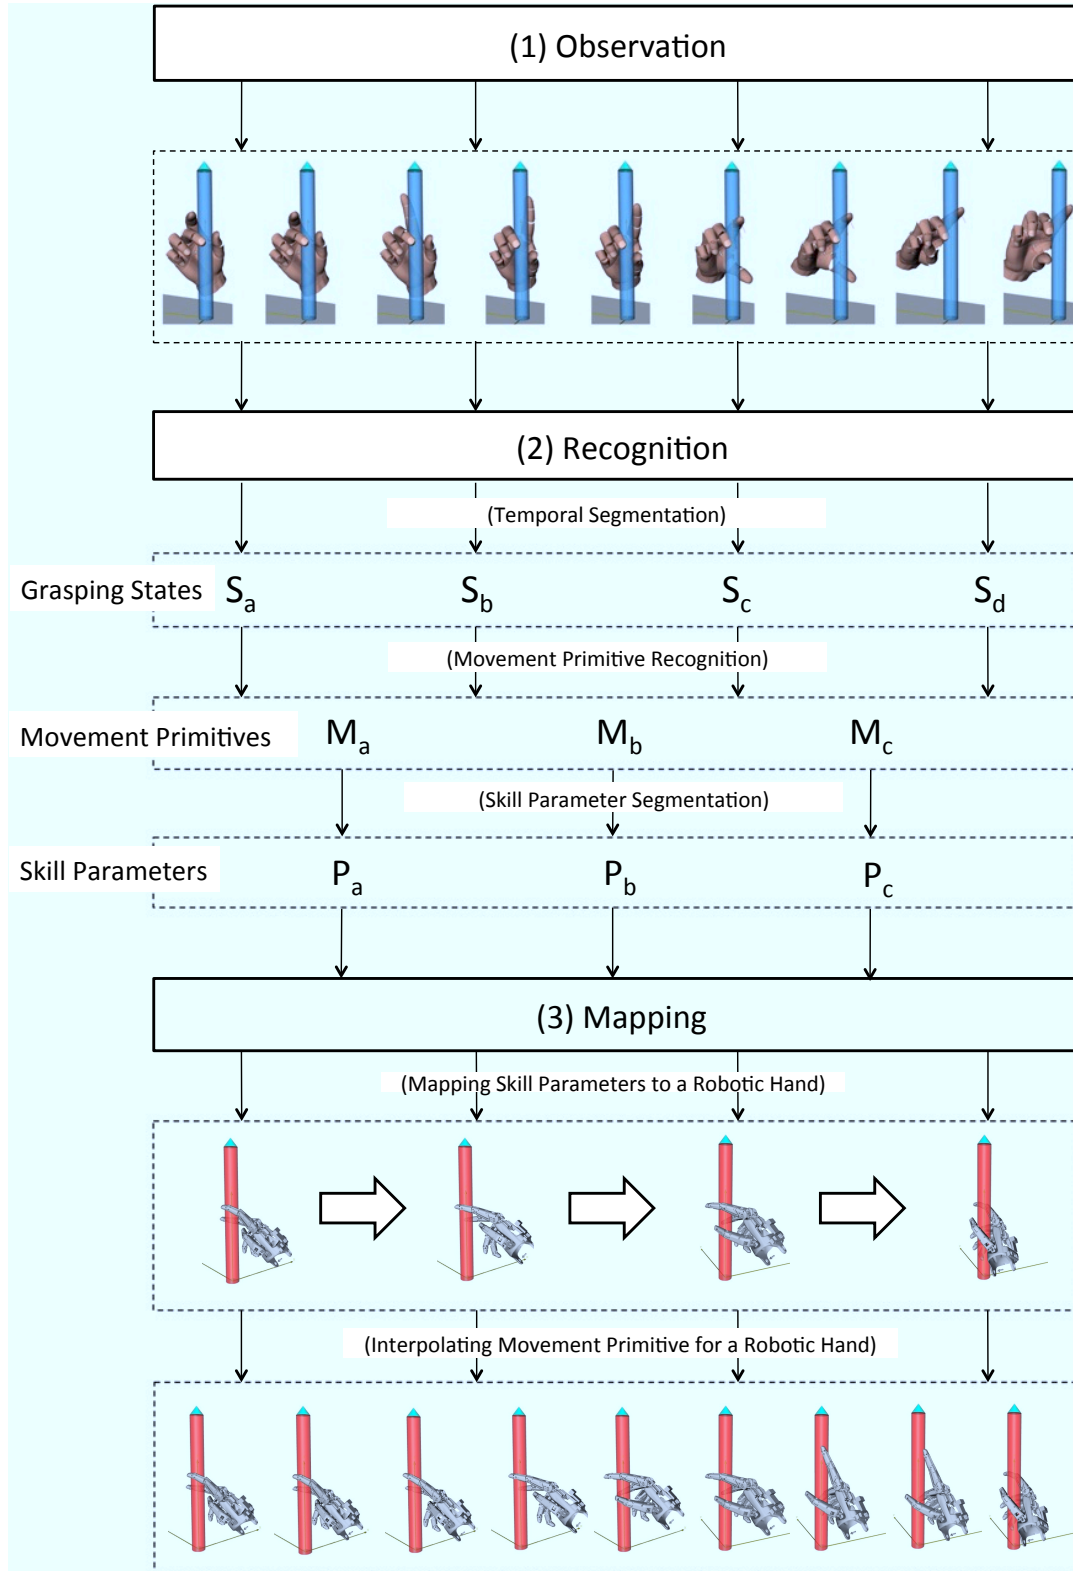 (1) Observation
(2) Recognition
(Temporal Segmentation)
Grasping States Sa Sb Sc Sd
(Movement Primitive Recognition)
Movement Primitives Ma Mb Mc
(Skill Parameter Segmentation)
Skill Parameters Pa Pb Pc
(3) Mapping
(Mapping Skill Parameters to a Robotic Hand)
(Interpolating Movement Primitive for a Robotic Hand)